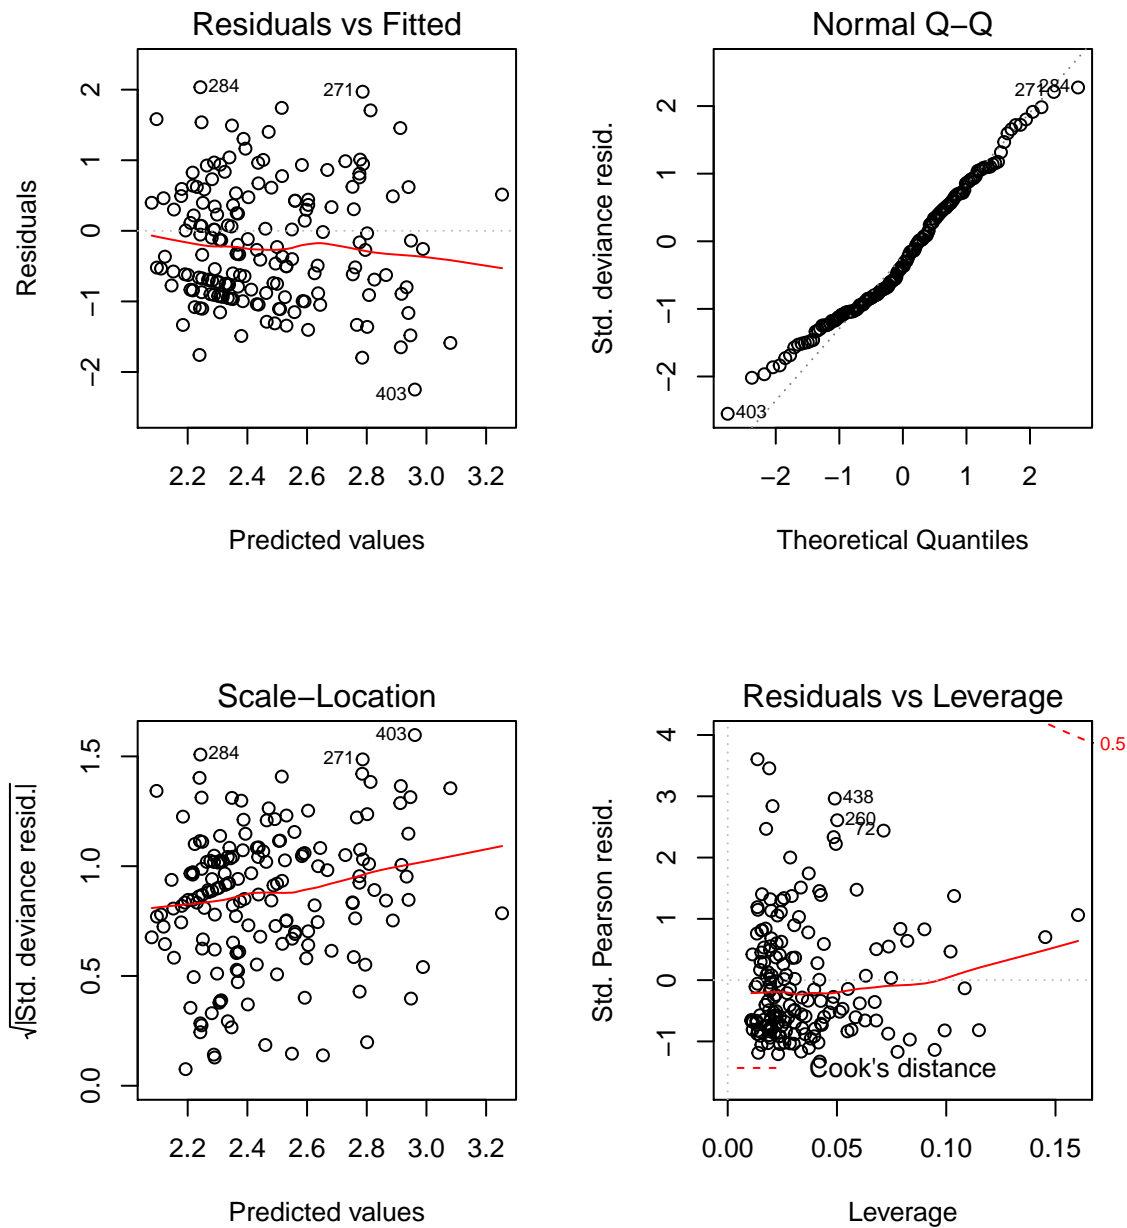 Residuals vs Fitted
Residuals
2
1
0
−1
−2
284
271
403
2.2 2.4 2.6 2.8 3.0 3.2
Predicted values
Normal Q−Q
Std. deviance resid.
2
1
0
−1
−2
271
284
403
−2 −1 0 1 2
Theoretical Quantiles
Scale−Location
√|Std. deviance resid.|
1.5
1.0
0.5
0.0
403
284
271
2.2 2.4 2.6 2.8 3.0 3.2
Predicted values
Residuals vs Leverage
Std. Pearson resid.
4
3
2
1
0
−1
0.5
438
260
72
Cook's distance
0.00 0.05 0.10 0.15
Leverage